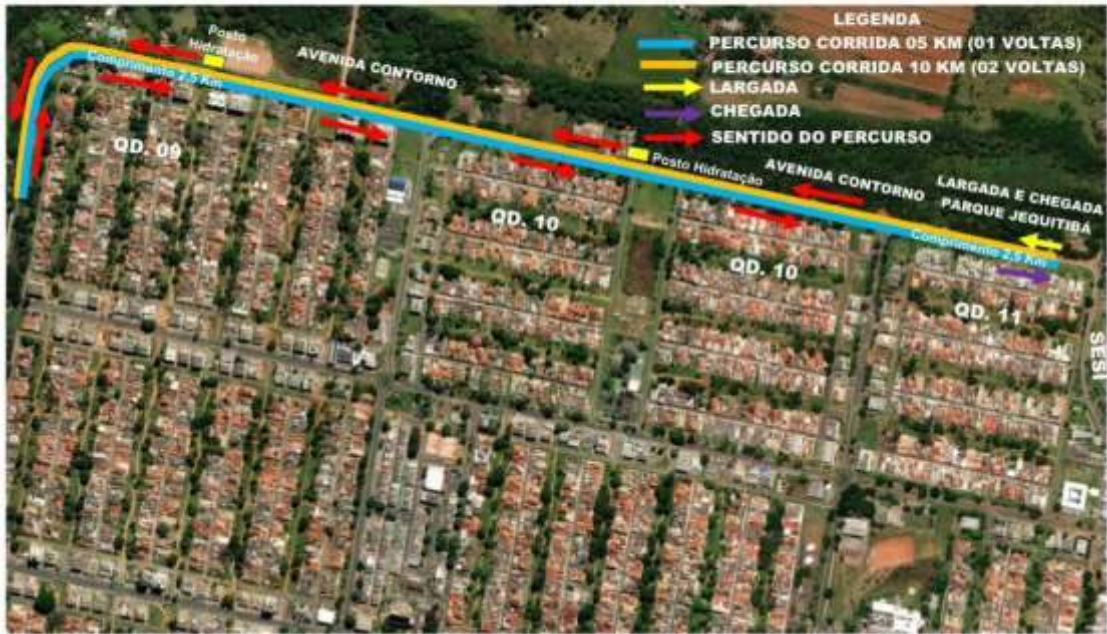 LEGENDA
PERCURSO CORRIDA 05 KM (01 VOLTAS)
PERCURSO CORRIDA 10 KM (02 VOLTAS)
LARGADA
CHEGADA
SENTIDO DO PERCURSO
Posto
Hidratação
Comprimento 2,5 Km
AVENIDA CONTORNO
QD. 09
Posto Hidratação
AVENIDA CONTORNO
LARGADA E CHEGADA
PARQUE JEQUITIBÁ
Comprimento 2,5 Km
QD. 10
QD. 10
QD. 11
SESI